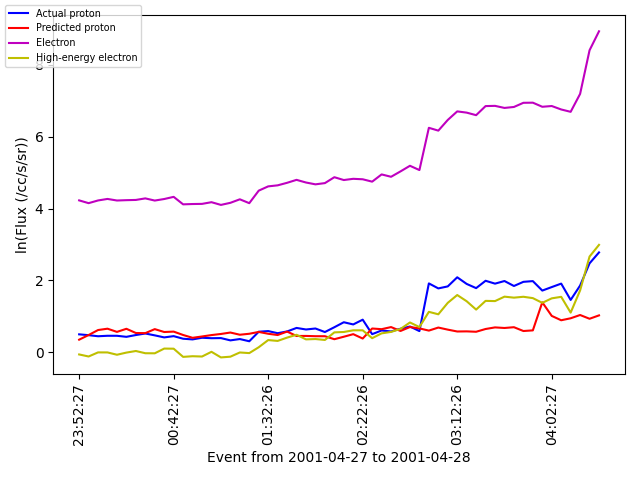 Actual proton
Predicted proton
Electron
High-energy electron
8
6
4
2
0
ln(Flux (/cc/s/sr))
23:52:27
00:42:27
01:32:26
02:22:26
03:12:26
04:02:27
Event from 2001-04-27 to 2001-04-28